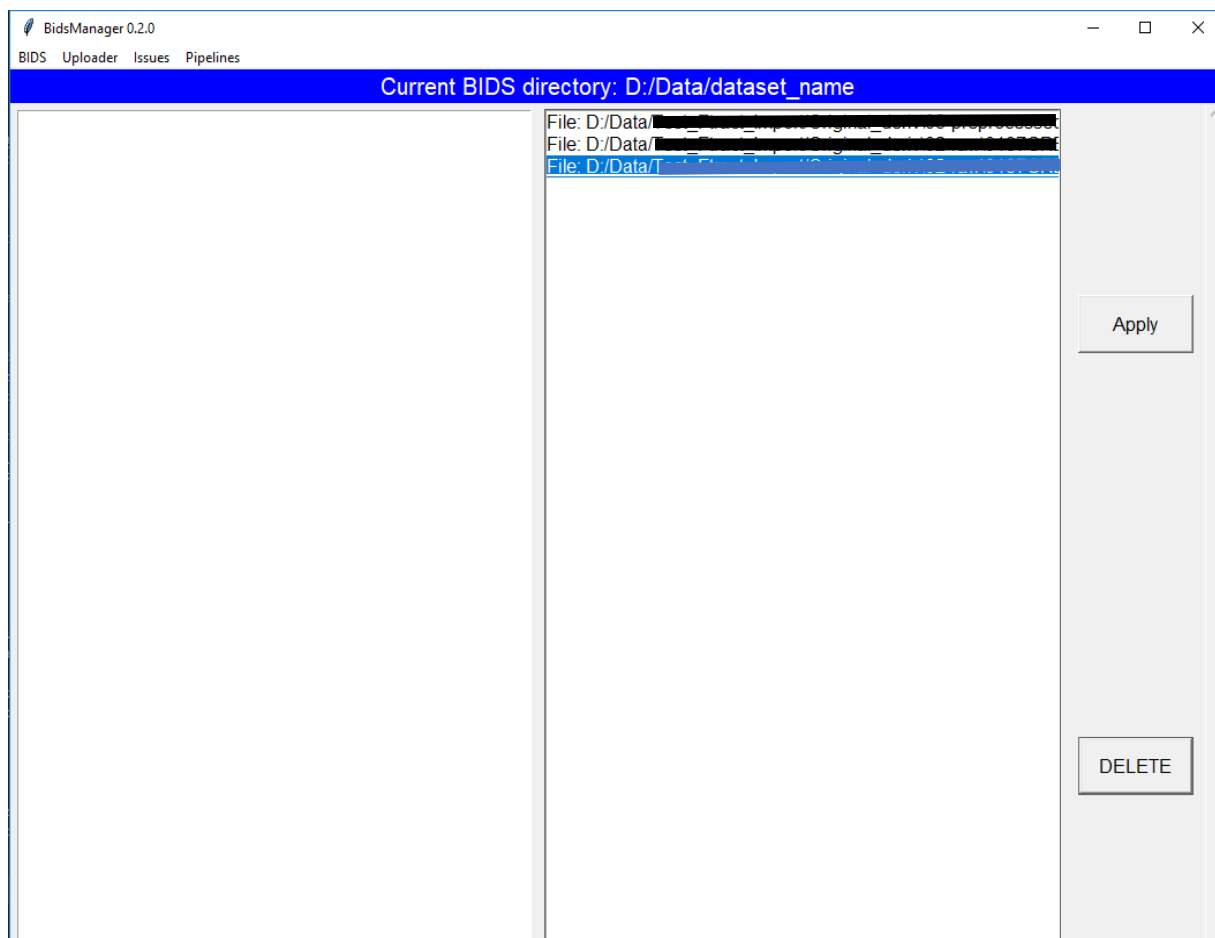 BidsManager 0.2.0
BIDS Uploader Issues Pipelines
Current BIDS directory: D:/Data/dataset_name
File: D:/Data/
File: D:/Data/
File: D:/Data/
Apply
DELETE